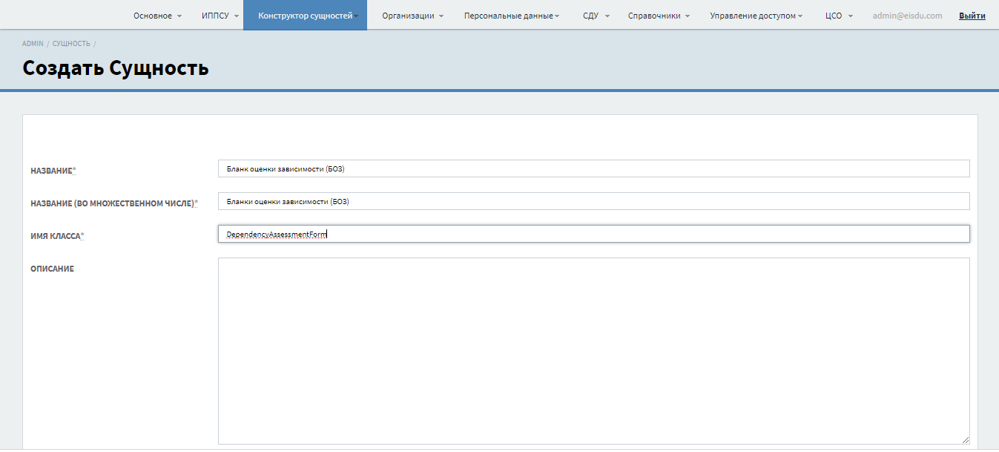 Основное ИППСУ Конструктор сущностей Организации Персональные данные СДУ Справочники Управление доступом ЦСО admin@eisdu.com Выйти
ADMIN / СУЩНОСТЬ /
Создать Сущность
НАЗВАНИЕ* Бланк оценки зависимости (БОЗ)
НАЗВАНИЕ (ВО МНОЖЕСТВЕННОМ ЧИСЛЕ)* Бланки оценки зависимости (БОЗ)
ИМЯ КЛАССА* DependencyAssessmentForm
ОПИСАНИЕ